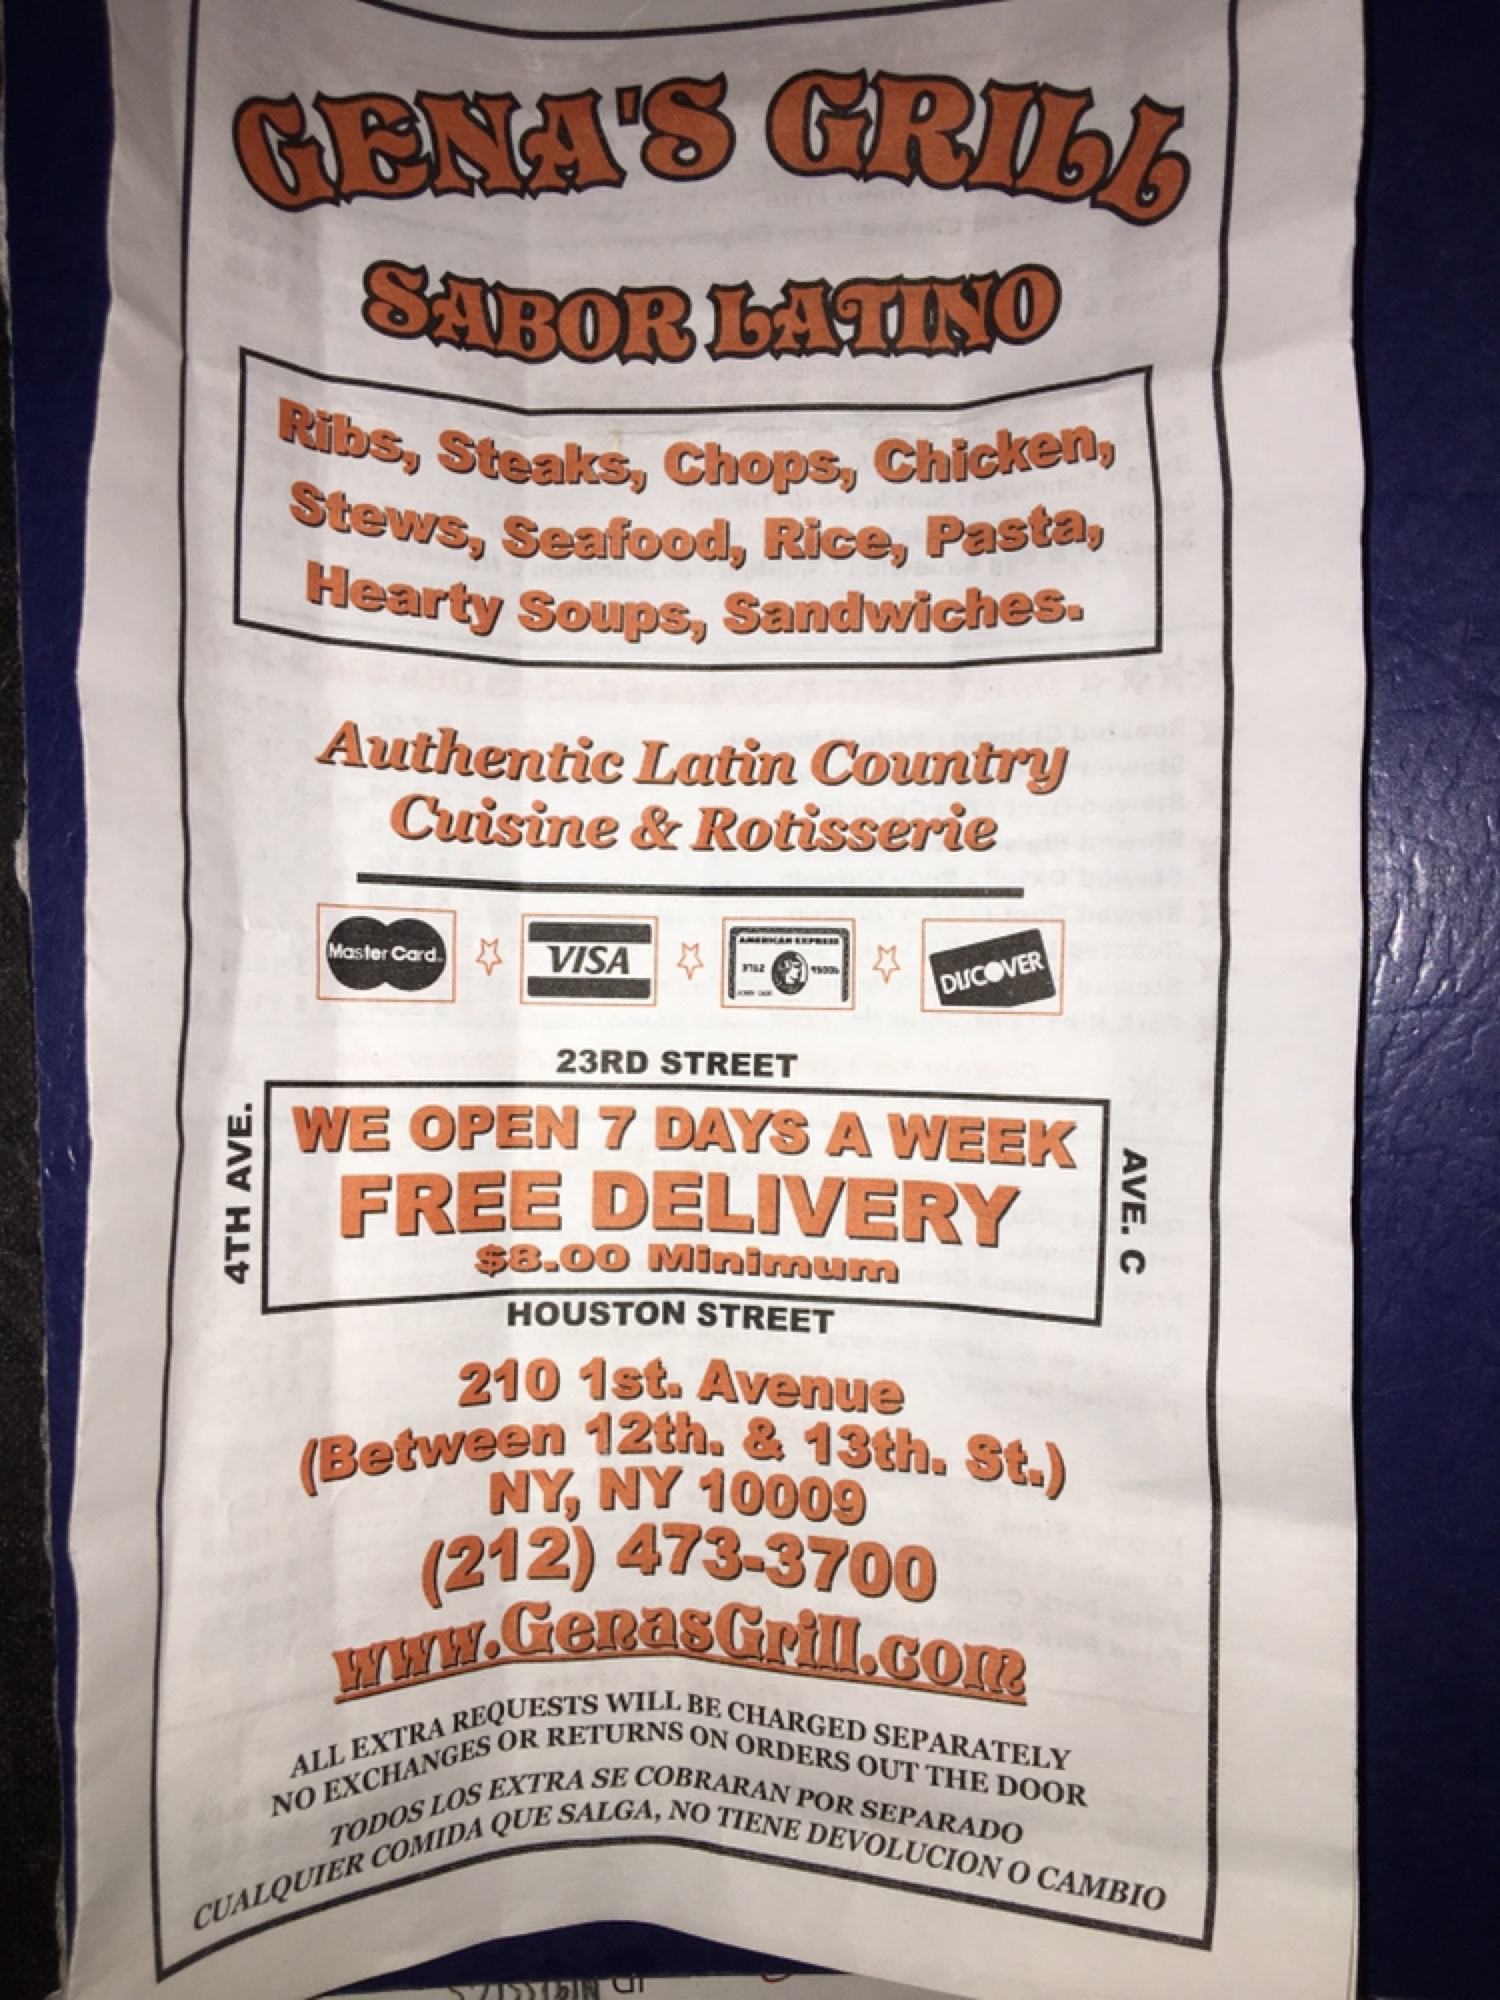 GENA'S GRILL
SABOR LATINO
Ribs, Steaks, Chops, Chicken,
Stews, Seafood, Rice, Pasta,
Hearty Soups, Sandwiches.
Authentic Latin Country
Cuisine & Rotisserie
MasterCard
VISA
AMERICAN EXPRESS
DISCOVER
23RD STREET
4TH AVE.
WE OPEN 7 DAYS A WEEK
FREE DELIVERY
$8.00 Minimum
AVE. C
HOUSTON STREET
210 1st. Avenue
(Between 12th. & 13th. St.)
NY, NY 10009
(212) 473-3700
www.GenasGrill.com
ALL EXTRA REQUESTS WILL BE CHARGED SEPARATELY
NO EXCHANGES OR RETURNS ON ORDERS OUT THE DOOR
TODOS LOS EXTRA SE COBRARAN POR SEPARADO
CUALQUIER COMIDA QUE SALGA, NO TIENE DEVOLUCION O CAMBIO